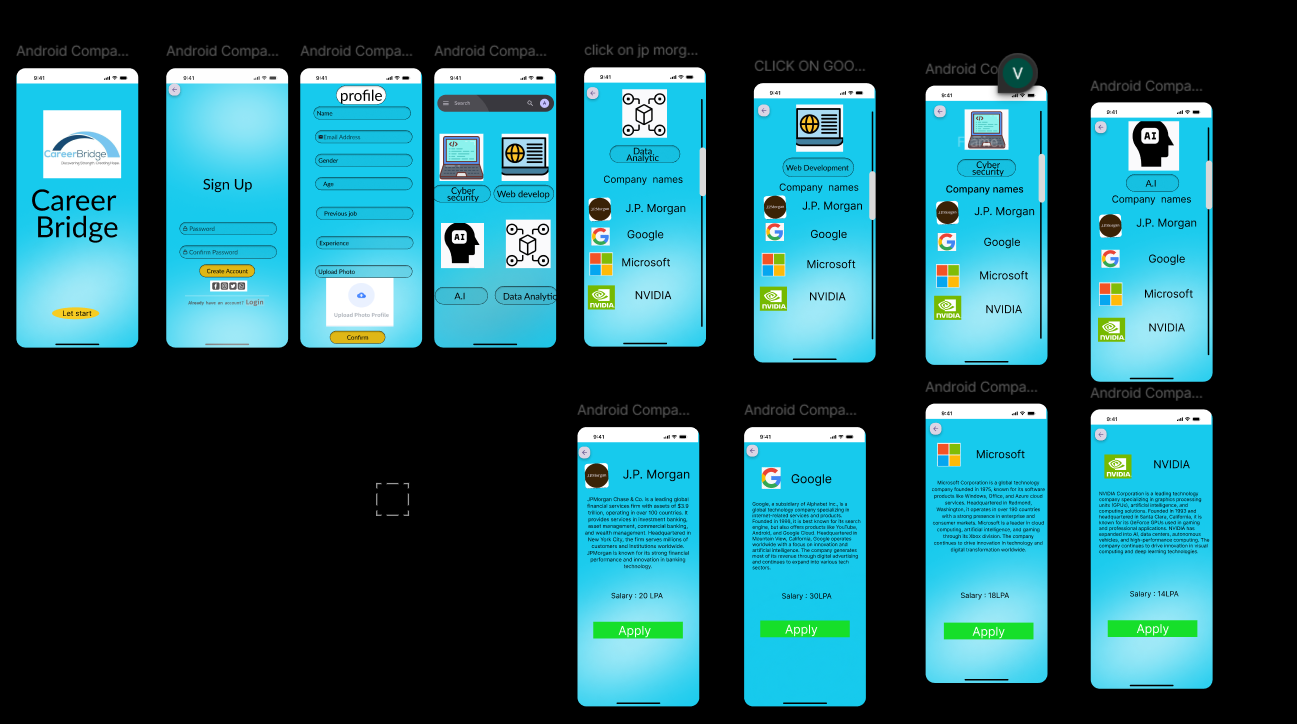 Android Compa...
9:41
CareerBridge
Discovering Strength, Creating Hope
Career
Bridge
Let start
Android Compa...
9:41
Sign Up
Password
Confirm Password
Create Account
Already have an account? Login
Android Compa...
9:41
profile
Name
Email Address
Gender
Age
Previous job
Experience
Upload Photo
Upload Photo Profile
Confirm
Android Compa...
9:41
Search
A
Cyber
security
Web develop
AI
A.I
Data Analytic
click on jp morg...
9:41
Data
Analytic
Company names
J.P. Morgan
Google
Microsoft
NVIDIA
NVIDIA
CLICK ON GOO...
9:41
Web Development
Company names
J.P. Morgan
Google
Microsoft
NVIDIA
NVIDIA
Android Co
V
9:41
Cyber
security
Company names
J.P. Morgan
Google
Microsoft
NVIDIA
NVIDIA
Android Compa...
9:41
AI
A.I
Company names
J.P. Morgan
Google
Microsoft
NVIDIA
NVIDIA
Android Compa...
9:41
J.P. Morgan
JPMorgan Chase & Co. is a leading global
financial services firm with assets of $3.9
trillion, operating in over 100 countries. It
provides services in investment banking,
asset management, commercial banking,
and wealth management. Headquartered in
New York City, the firm serves millions of
customers and institutions worldwide.
JPMorgan is known for its strong financial
performance and innovation in banking
technology.
Salary : 20 LPA
Apply
Android Compa...
9:41
Google
Google, a subsidiary of Alphabet Inc., is a
global technology company specializing in
internet-related services and products.
Founded in 1998, it is best known for its search
engine, but also offers products like YouTube,
Android, and Google Cloud. Headquartered in
Mountain View, California, Google operates
worldwide with a focus on innovation and
artificial intelligence. The company generates
most of its revenue through digital advertising
and continues to expand into various tech
sectors.
Salary : 30LPA
Apply
Android Compa...
9:41
Microsoft
Microsoft Corporation is a global technology
company founded in 1975, known for its software
products like Windows, Office, and Azure cloud
services. Headquartered in Redmond,
Washington, it operates in over 190 countries
with a strong presence in enterprise and
consumer markets. Microsoft is a leader in cloud
computing, artificial intelligence, and gaming
through its Xbox division. The company
continues to drive innovation in technology and
digital transformation worldwide.
Salary : 18LPA
Apply
Android Compa...
9:41
NVIDIA
NVIDIA
NVIDIA Corporation is a leading technology
company specializing in graphics processing
units (GPUs), artificial intelligence, and
computing solutions. Founded in 1993 and
headquartered in Santa Clara, California, it is
known for its GeForce GPUs used in gaming
and professional applications. NVIDIA has
expanded into AI, data centers, autonomous
vehicles, and high-performance computing. The
company continues to drive innovation in visual
computing and deep learning technologies.
Salary : 14LPA
Apply